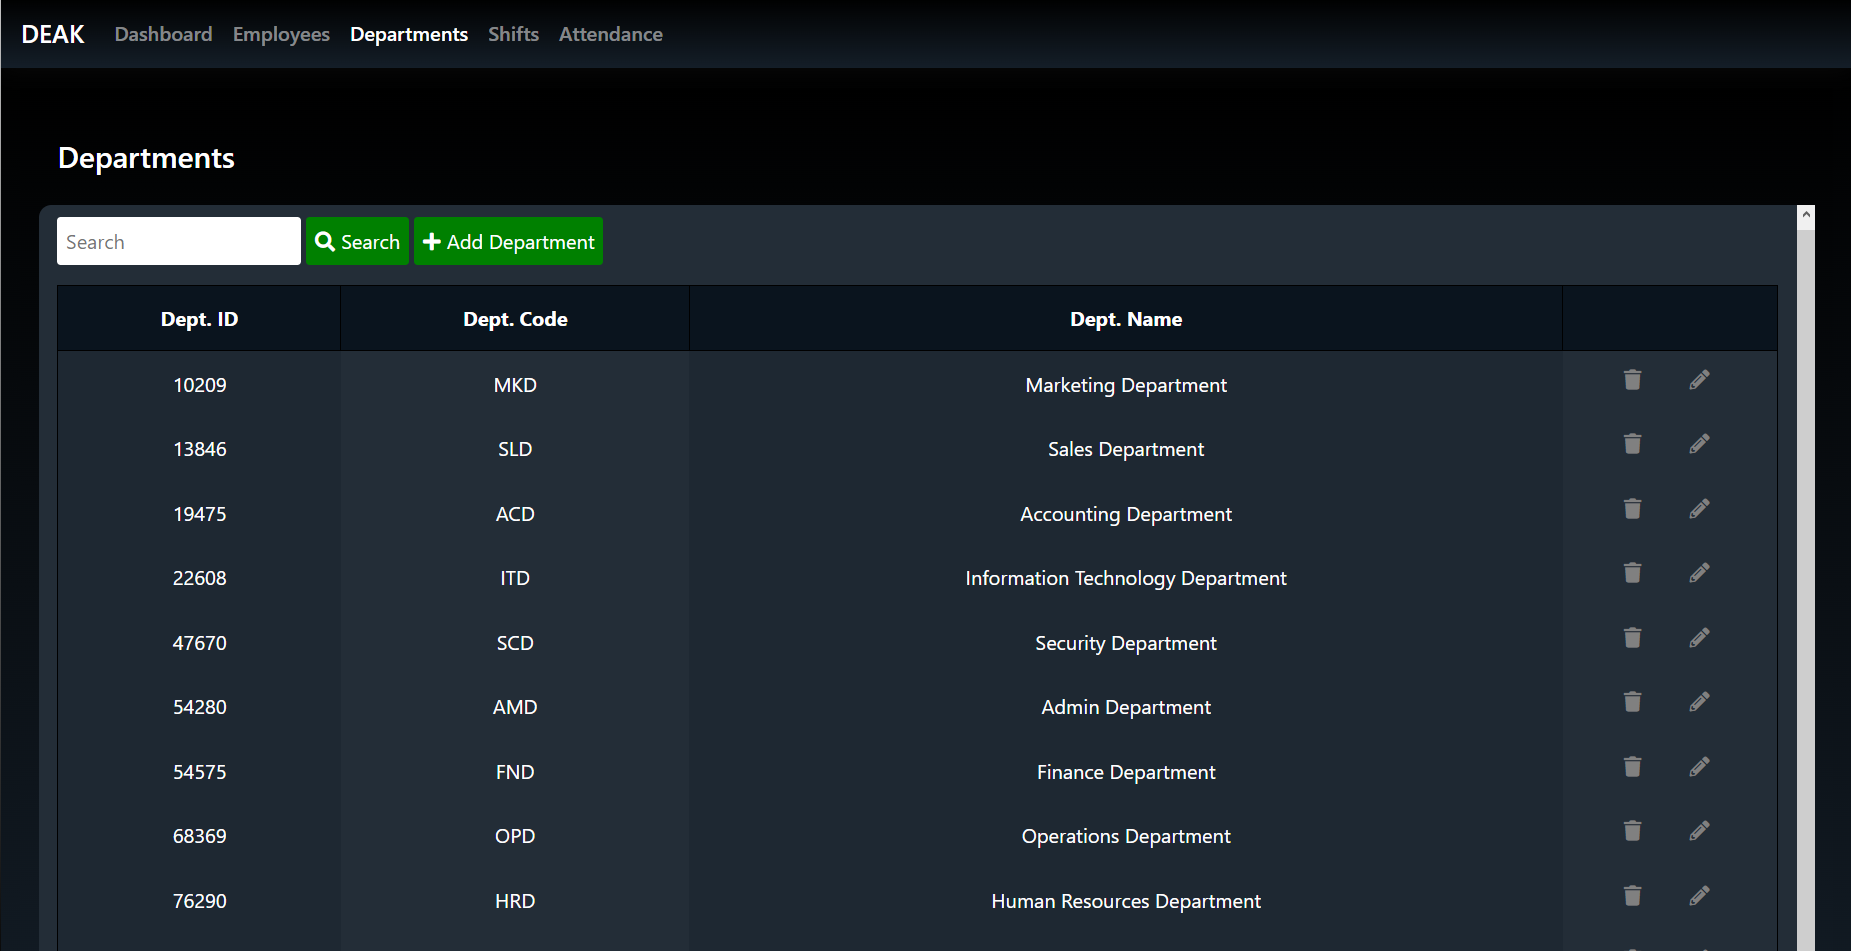 DEAK Dashboard Employees Departments Shifts Attendance
Departments
Search Search Add Department
Dept. ID Dept. Code Dept. Name
10209 MKD Marketing Department
13846 SLD Sales Department
19475 ACD Accounting Department
22608 ITD Information Technology Department
47670 SCD Security Department
54280 AMD Admin Department
54575 FND Finance Department
68369 OPD Operations Department
76290 HRD Human Resources Department